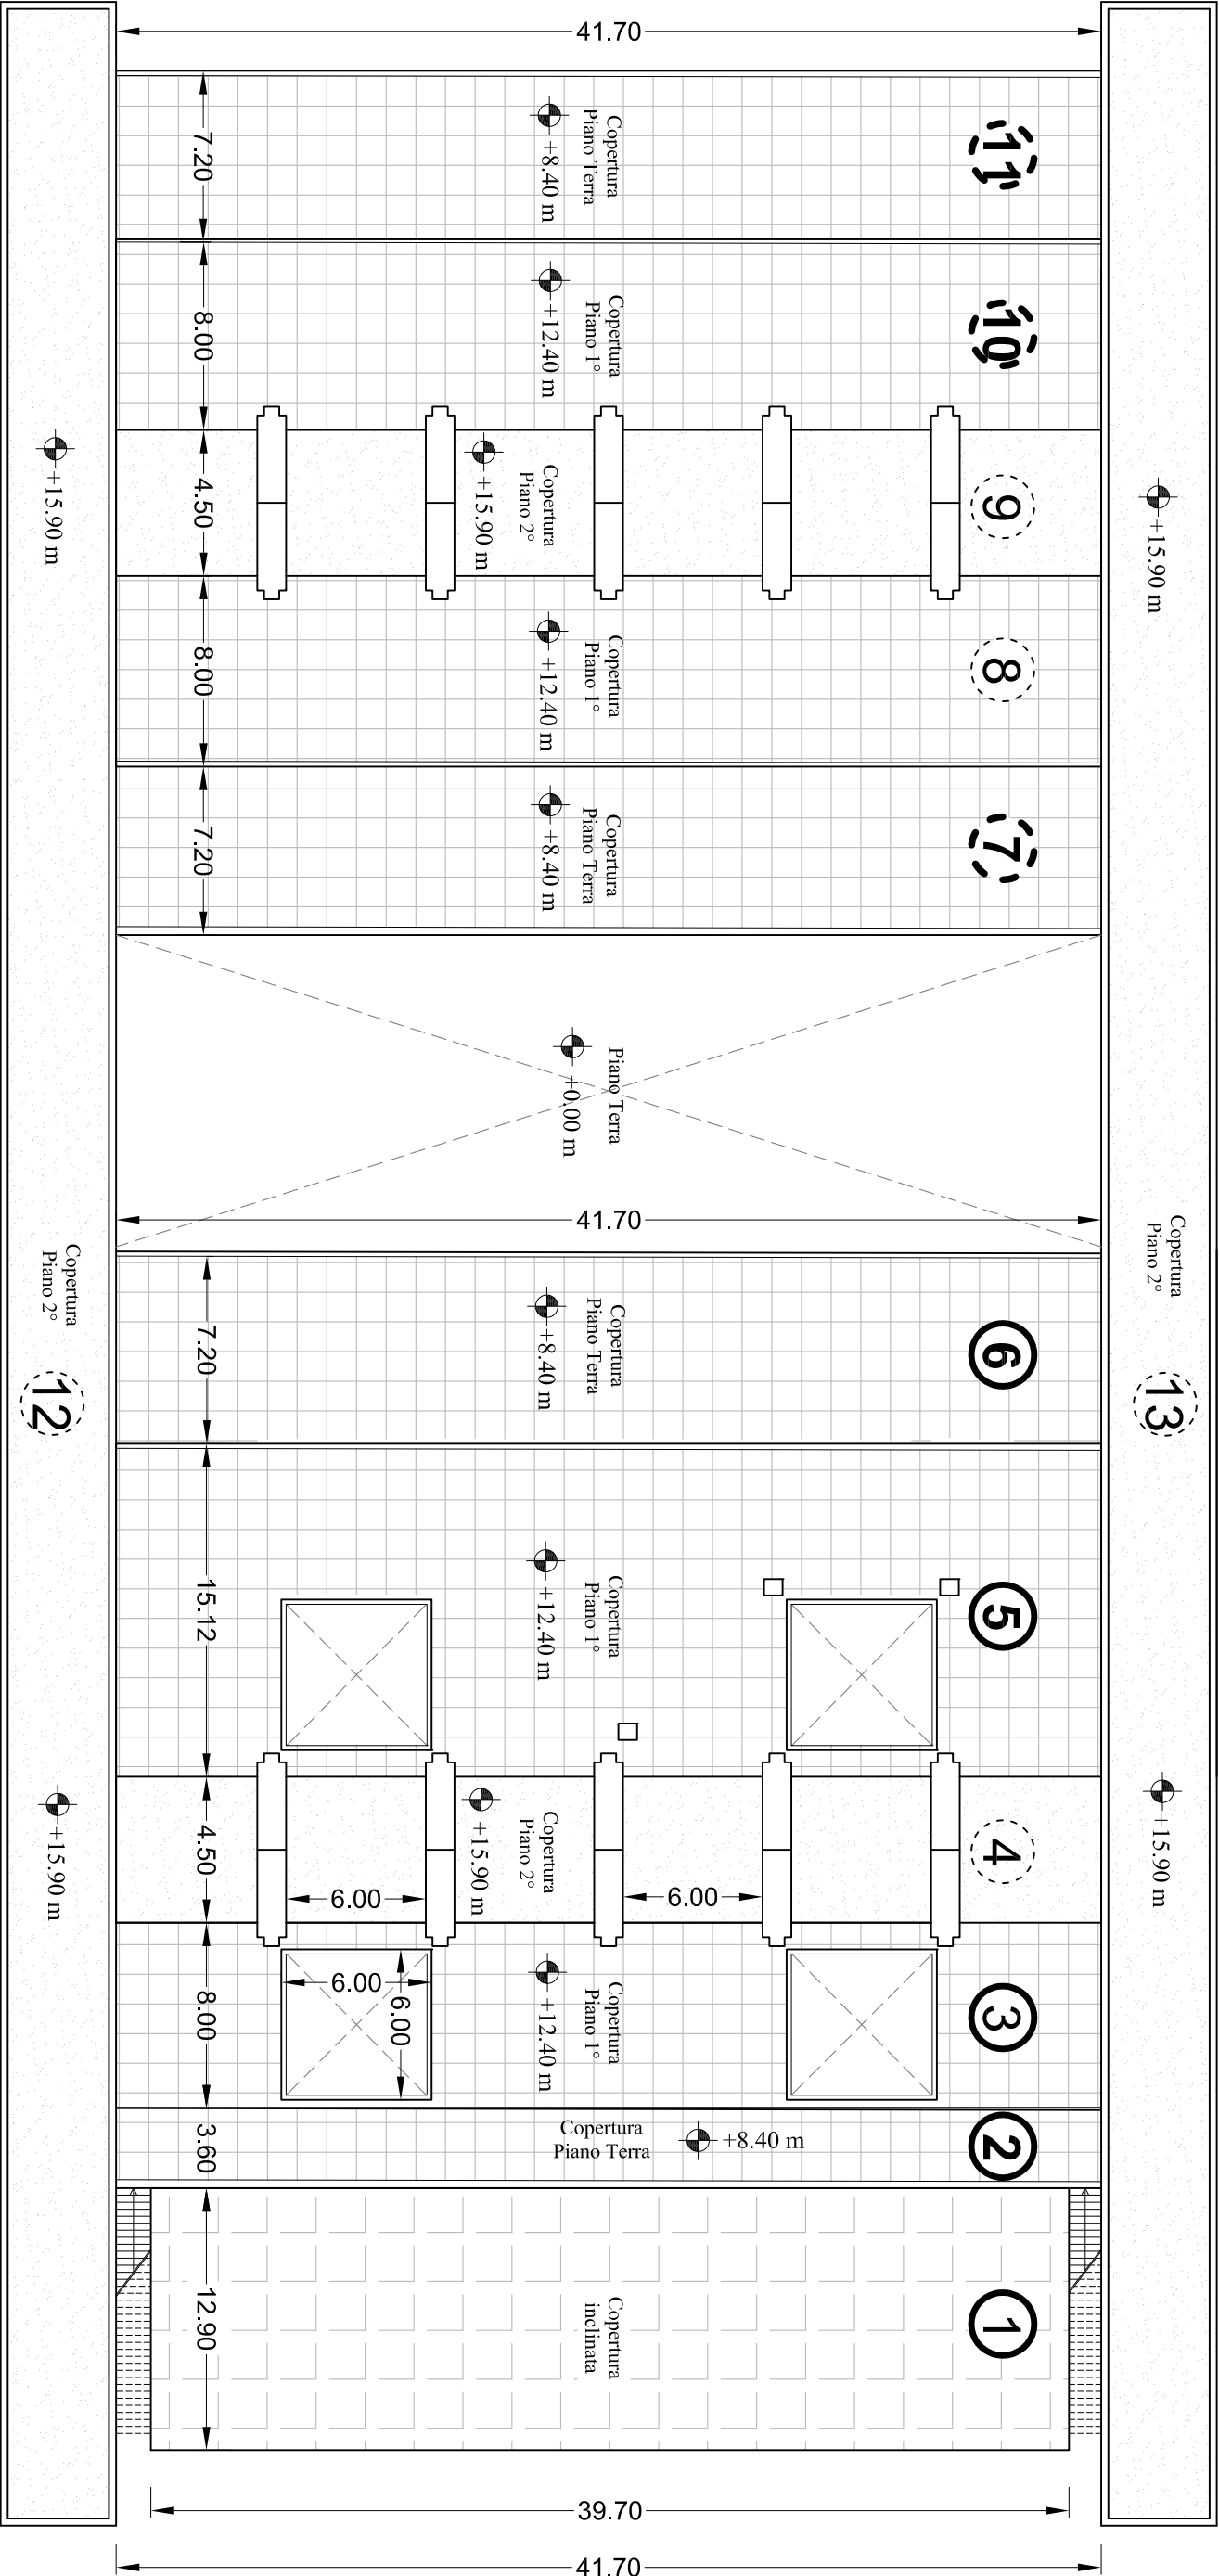 41.70
11
Copertura
Piano Terra
+8.40 m
7.20
10
Copertura
Piano 1°
+12.40 m
8.00
9
Copertura
Piano 2°
+15.90 m
4.50
+15.90 m
+15.90 m
8
Copertura
Piano 1°
+12.40 m
8.00
7
Copertura
Piano Terra
+8.40 m
7.20
Piano Terra
+0.00 m
41.70
Copertura
Piano 2°
12
Copertura
Piano 2°
13
6
Copertura
Piano Terra
+8.40 m
7.20
5
Copertura
Piano 1°
+12.40 m
15.12
4
Copertura
Piano 2°
+15.90 m
4.50
6.00
6.00
+15.90 m
+15.90 m
3
Copertura
Piano 1°
+12.40 m
6.00
6.00
8.00
2
Copertura
Piano Terra
+8.40 m
3.60
1
Copertura
inclinata
12.90
39.70
41.70